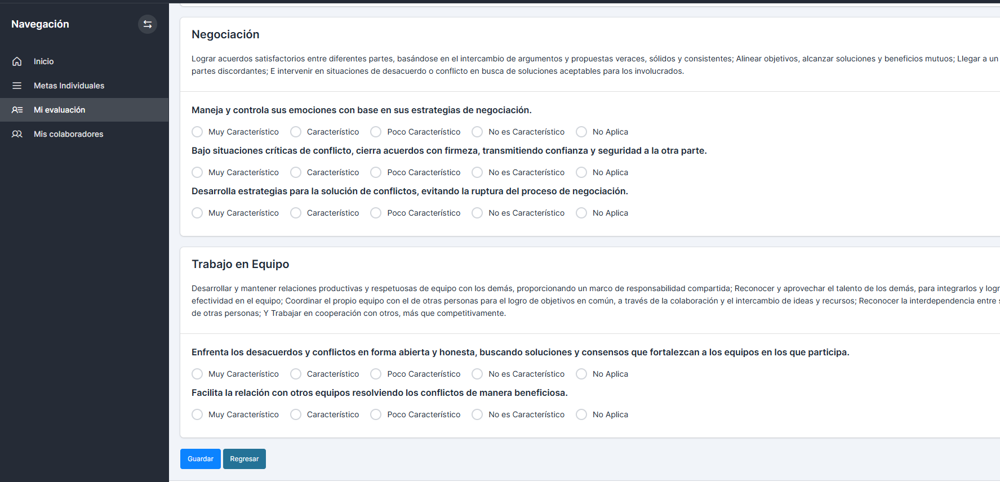 Navegación
Inicio
Metas Individuales
Mi evaluación
Mis colaboradores
Negociación
Lograr acuerdos satisfactorios entre diferentes partes, basándose en el intercambio de argumentos y propuestas veraces, sólidos y consistentes; Alinear objetivos, alcanzar soluciones y beneficios mutuos; Llegar a un
partes discordantes; E intervenir en situaciones de desacuerdo o conflicto en busca de soluciones aceptables para los involucrados.
Maneja y controla sus emociones con base en sus estrategias de negociación.
Muy Característico Característico Poco Característico No es Característico No Aplica
Bajo situaciones críticas de conflicto, cierra acuerdos con firmeza, transmitiendo confianza y seguridad a la otra parte.
Muy Característico Característico Poco Característico No es Característico No Aplica
Desarrolla estrategias para la solución de conflictos, evitando la ruptura del proceso de negociación.
Muy Característico Característico Poco Característico No es Característico No Aplica
Trabajo en Equipo
Desarrollar y mantener relaciones productivas y respetuosas de equipo con los demás, proporcionando un marco de responsabilidad compartida; Reconocer y aprovechar el talento de los demás, para integrarlos y logr
efectividad en el equipo; Coordinar el propio equipo con el de otras personas para el logro de objetivos en común, a través de la colaboración y el intercambio de ideas y recursos; Reconocer la interdependencia entre
de otras personas; Y Trabajar en cooperación con otros, más que competitivamente.
Enfrenta los desacuerdos y conflictos en forma abierta y honesta, buscando soluciones y consensos que fortalezcan a los equipos en los que participa.
Muy Característico Característico Poco Característico No es Característico No Aplica
Facilita la relación con otros equipos resolviendo los conflictos de manera beneficiosa.
Muy Característico Característico Poco Característico No es Característico No Aplica
Guardar Regresar